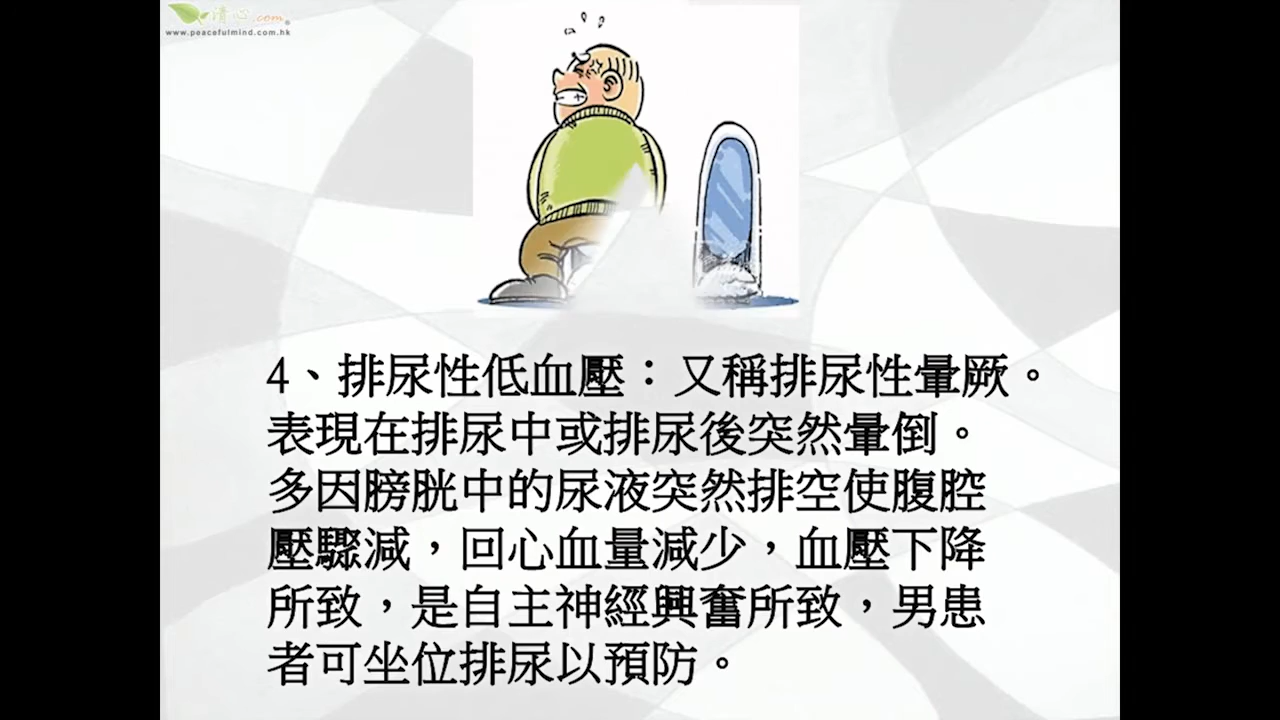 清心.com
www.peacefulmind.com.hk
4、排尿性低血壓：又稱排尿性暈厥。
表現在排尿中或排尿後突然暈倒。
多因膀胱中的尿液突然排空使腹腔
壓驟減，回心血量減少，血壓下降
所致，是自主神經興奮所致，男患
者可坐位排尿以預防。